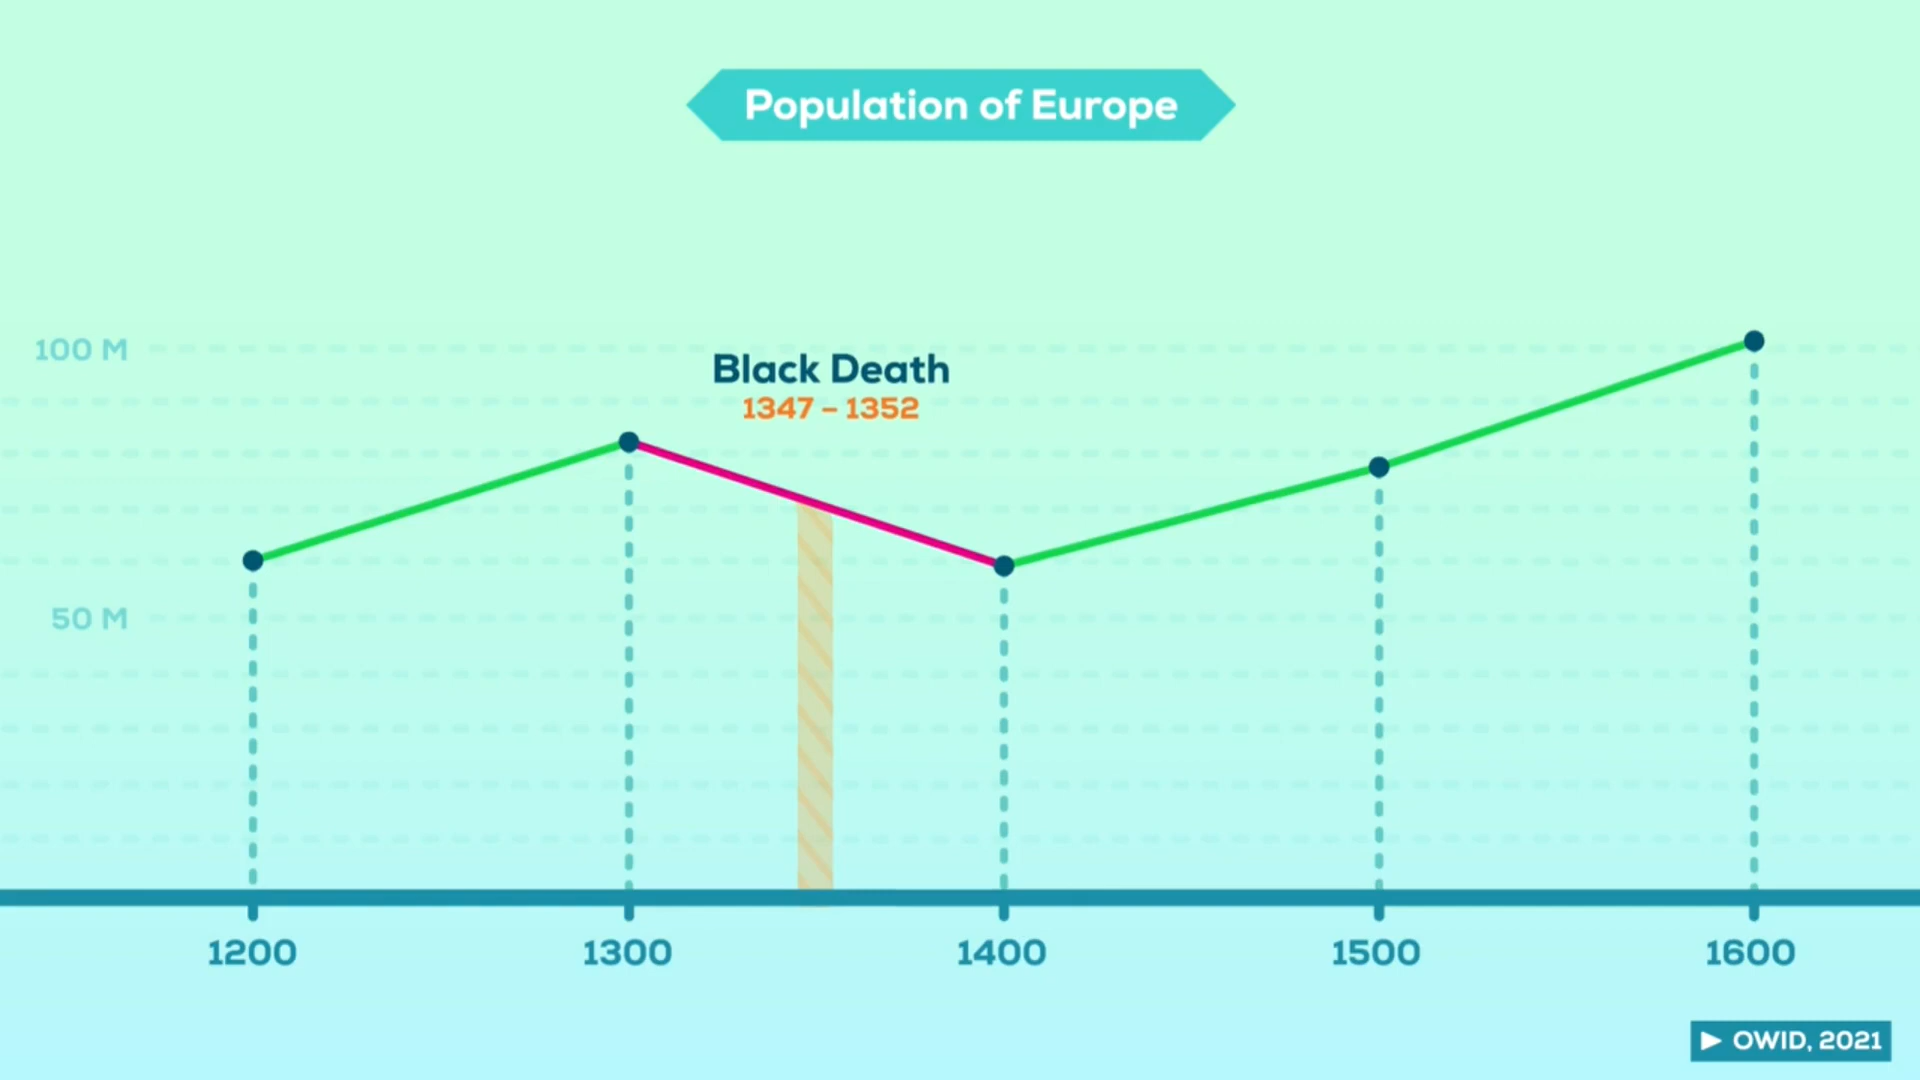 Population of Europe
100 M
Black Death
1347 – 1352
50 M
1200 1300 1400 1500 1600
▶ OWID, 2021